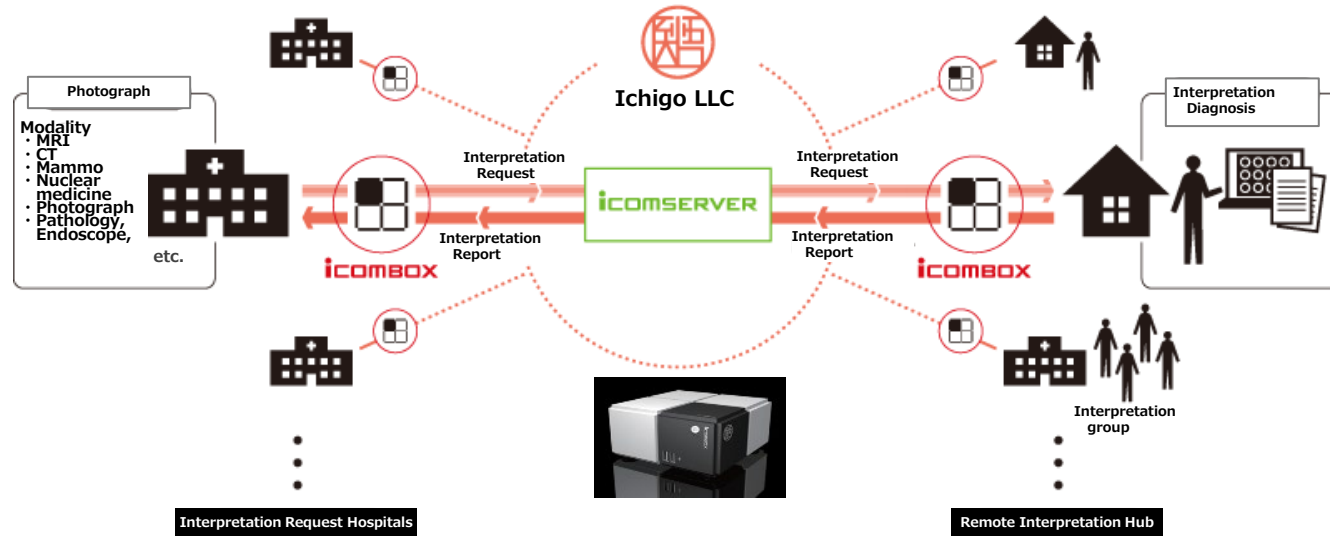 Ichigo LLC
Photograph
Modality
・MRI
・CT
・Mammo
・Nuclear
medicine
・Photograph
・Pathology,
Endoscope,
etc.
iCOMBOX
Interpretation
Request
Interpretation
Report
iCOMSERVER
Interpretation
Request
Interpretation
Report
iCOMBOX
Interpretation
Diagnosis
Interpretation
group
Interpretation Request Hospitals
Remote Interpretation Hub